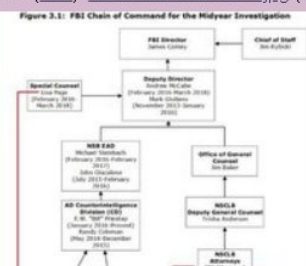 Figure 3.1: FBI Chain of Command for the Midyear Investigation
FBI Director
James Comey
Chief of Staff
Jim Rybicki
Special Counsel
Lisa Page
(February 2016-
March 2018)
Deputy Director
Andrew McCabe
(February 2016-March 2018)
Mark Giuliano
(November 2013-January
2016)
NSB EAD
Michael Steinbach
(February 2016-February
2017)
John Giacalone
(July 2015-February
2016)
Office of General
Counsel
Jim Baker
AD Counterintelligence
Division (CD)
E.W. "Bill" Priestap
(January 2016-Present)
Randy Coleman
(May 2014-December
2015)
NSCLB
Deputy General Counsel
Trisha Anderson
NSCLB
Attorneys